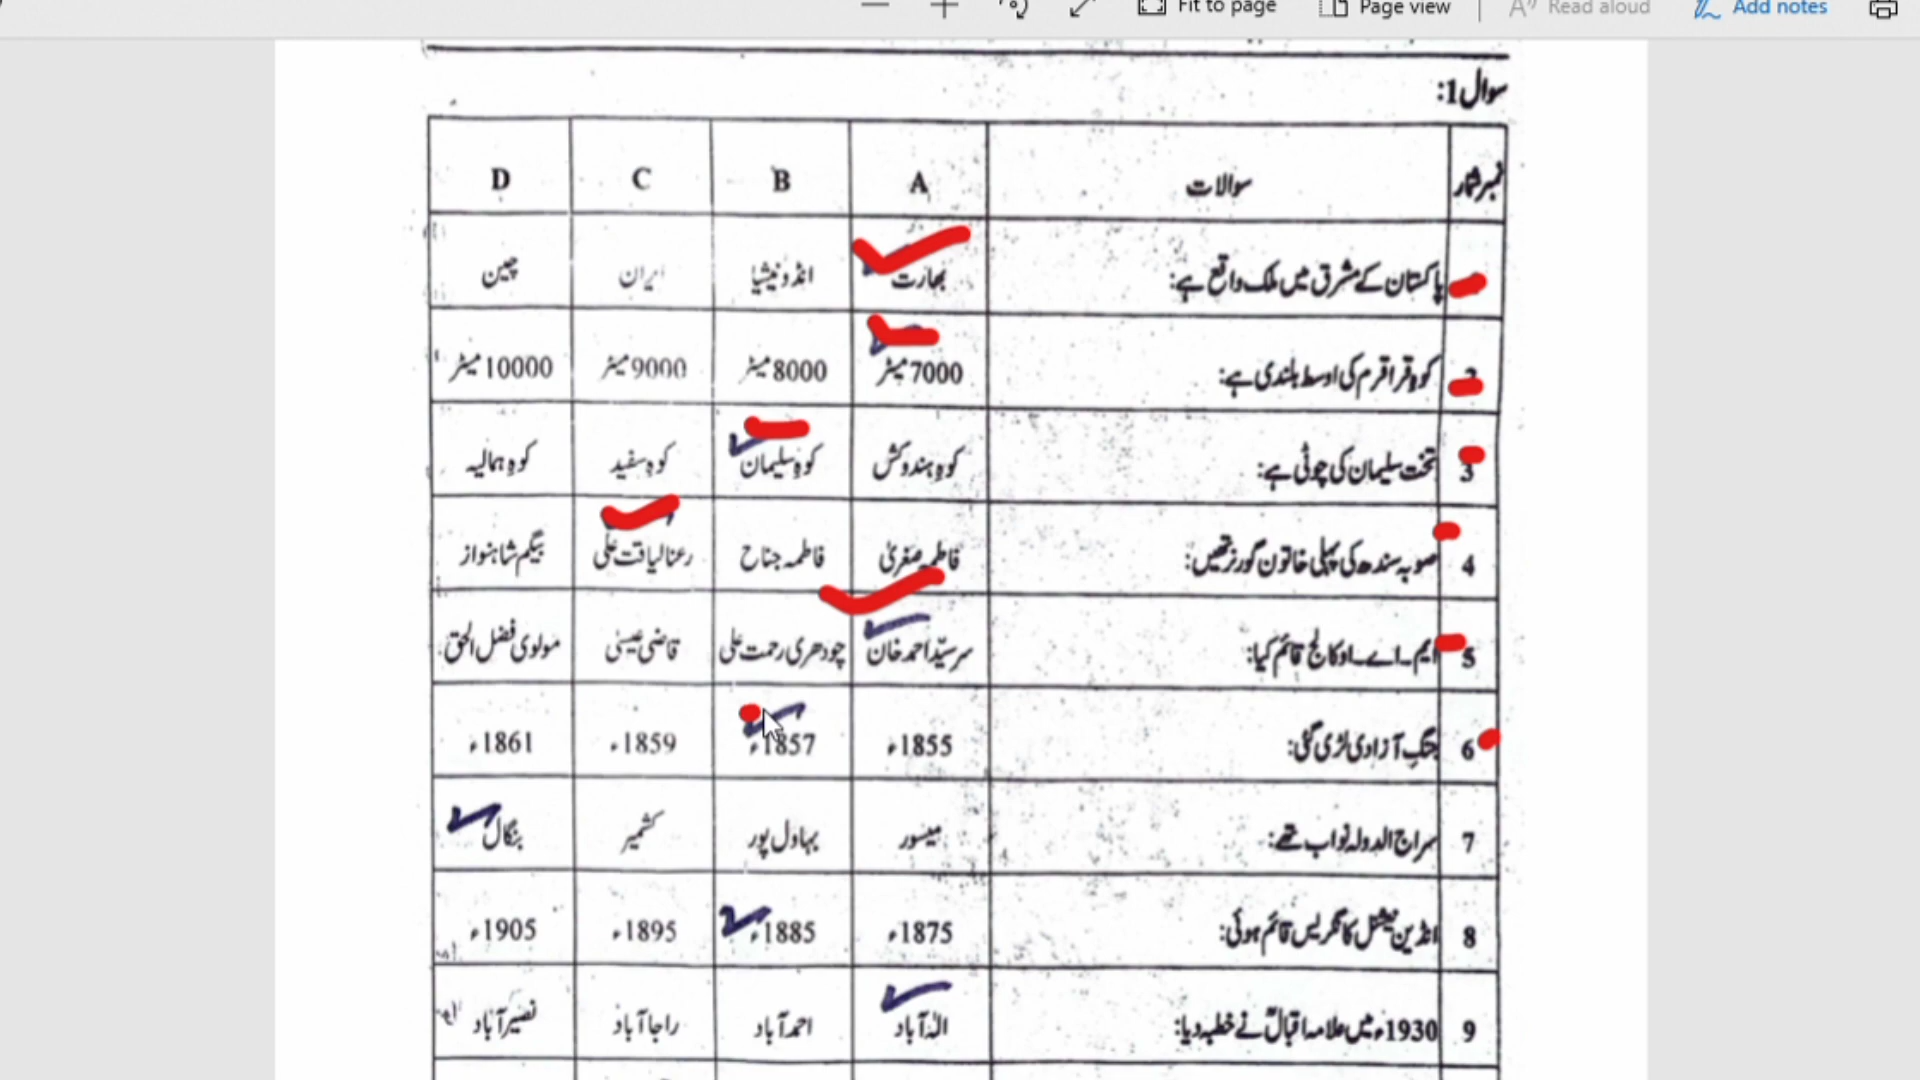 Fit to page Page view Read aloud Add notes
سوال 1:
نمبر شمار سوالات A B C D
پاکستان کے مشرق میں ملک واقع ہے: بھارت انڈونیشیا ایران چین
کوہِ قراقرم کی اوسط بلندی ہے: 7000 میٹر 8000 میٹر 9000 میٹر 10000 میٹر
3 تخت سلیمان کی چوٹی ہے: کوہِ ہندوکش کوہِ سلیمان کوہِ سفید کوہِ ہمالیہ
4 صوبہ سندھ کی پہلی خاتون گورنر تھیں: فاطمہ صغریٰ فاطمہ جناح رعنا لیاقت علی بیگم شاہنواز
5 ایم۔اے۔او کالج قائم کیا: سر سیّد احمد خان چودھری رحمت علی قاضی عیسیٰ مولوی فضل الحق
6 جنگِ آزادی لڑی گئی: 1855ء 1857ء 1859ء 1861ء
7 سراج الدولہ نواب تھے: میسور بہاول پور کشمیر بنگال
8 انڈین نیشنل کانگریس قائم ہوئی: 1875ء 1885ء 1895ء 1905ء
9 1930ء میں علامہ اقبالؒ نے خطبہ دیا: الٰہ آباد احمد آباد راجا آباد نصیر آباد